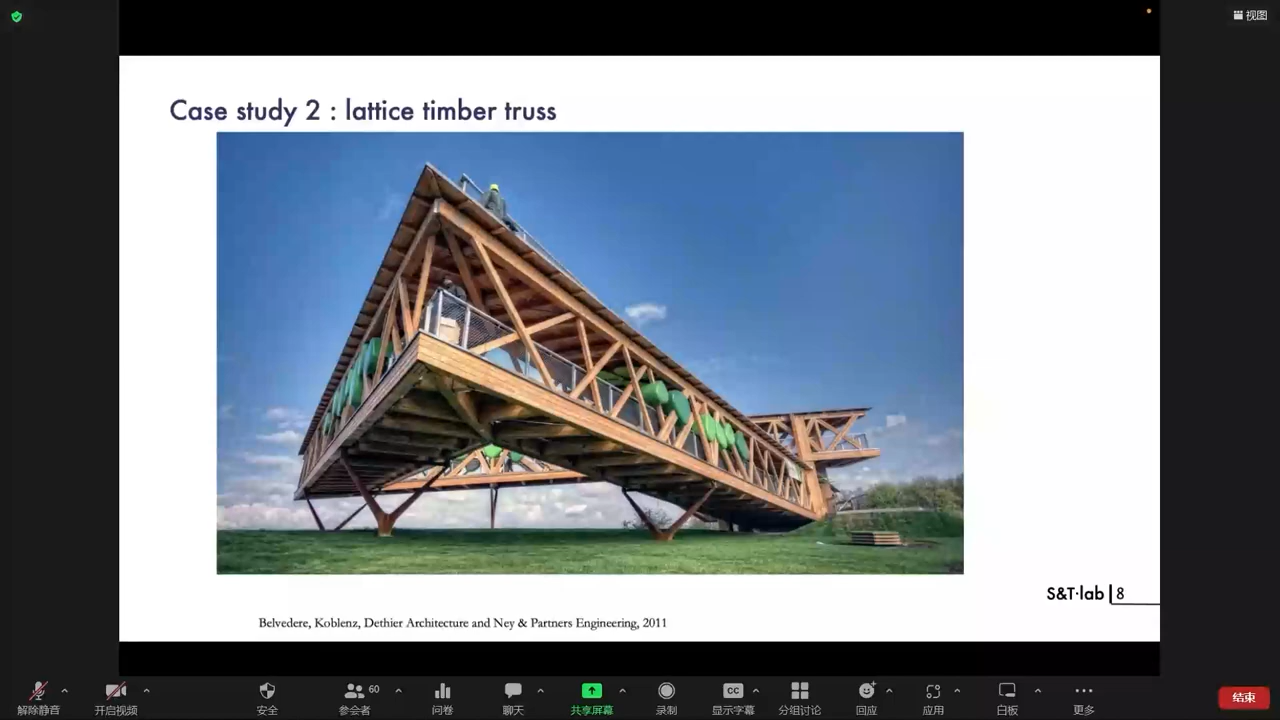 视图
Case study 2 : lattice timber truss
S&T·lab 8
Belvedere, Koblenz, Dethier Architecture and Ney & Partners Engineering, 2011
解除静音
开启视频
安全
60
参会者
问卷
聊天
共享屏幕
录制
CC
显示字幕
分组讨论
回应
应用
白板
更多
结束